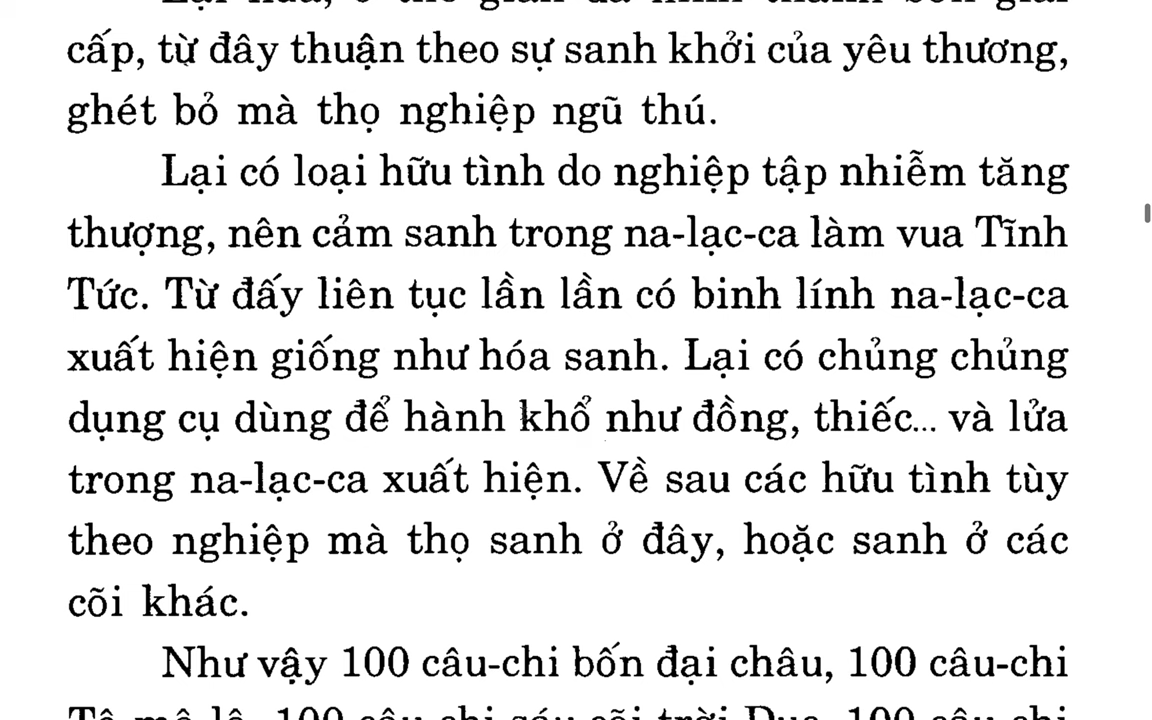 cấp, từ đây thuận theo sự sanh khởi của yêu thương,
ghét bỏ mà thọ nghiệp ngũ thú.
Lại có loại hữu tình do nghiệp tập nhiễm tăng
thượng, nên cảm sanh trong na-lạc-ca làm vua Tĩnh
Tức. Từ đấy liên tục lần lần có binh lính na-lạc-ca
xuất hiện giống như hóa sanh. Lại có chủng chủng
dụng cụ dùng để hành khổ như đồng, thiếc... và lửa
trong na-lạc-ca xuất hiện. Về sau các hữu tình tùy
theo nghiệp mà thọ sanh ở đây, hoặc sanh ở các
cõi khác.
Như vậy 100 câu-chi bốn đại châu, 100 câu-chi